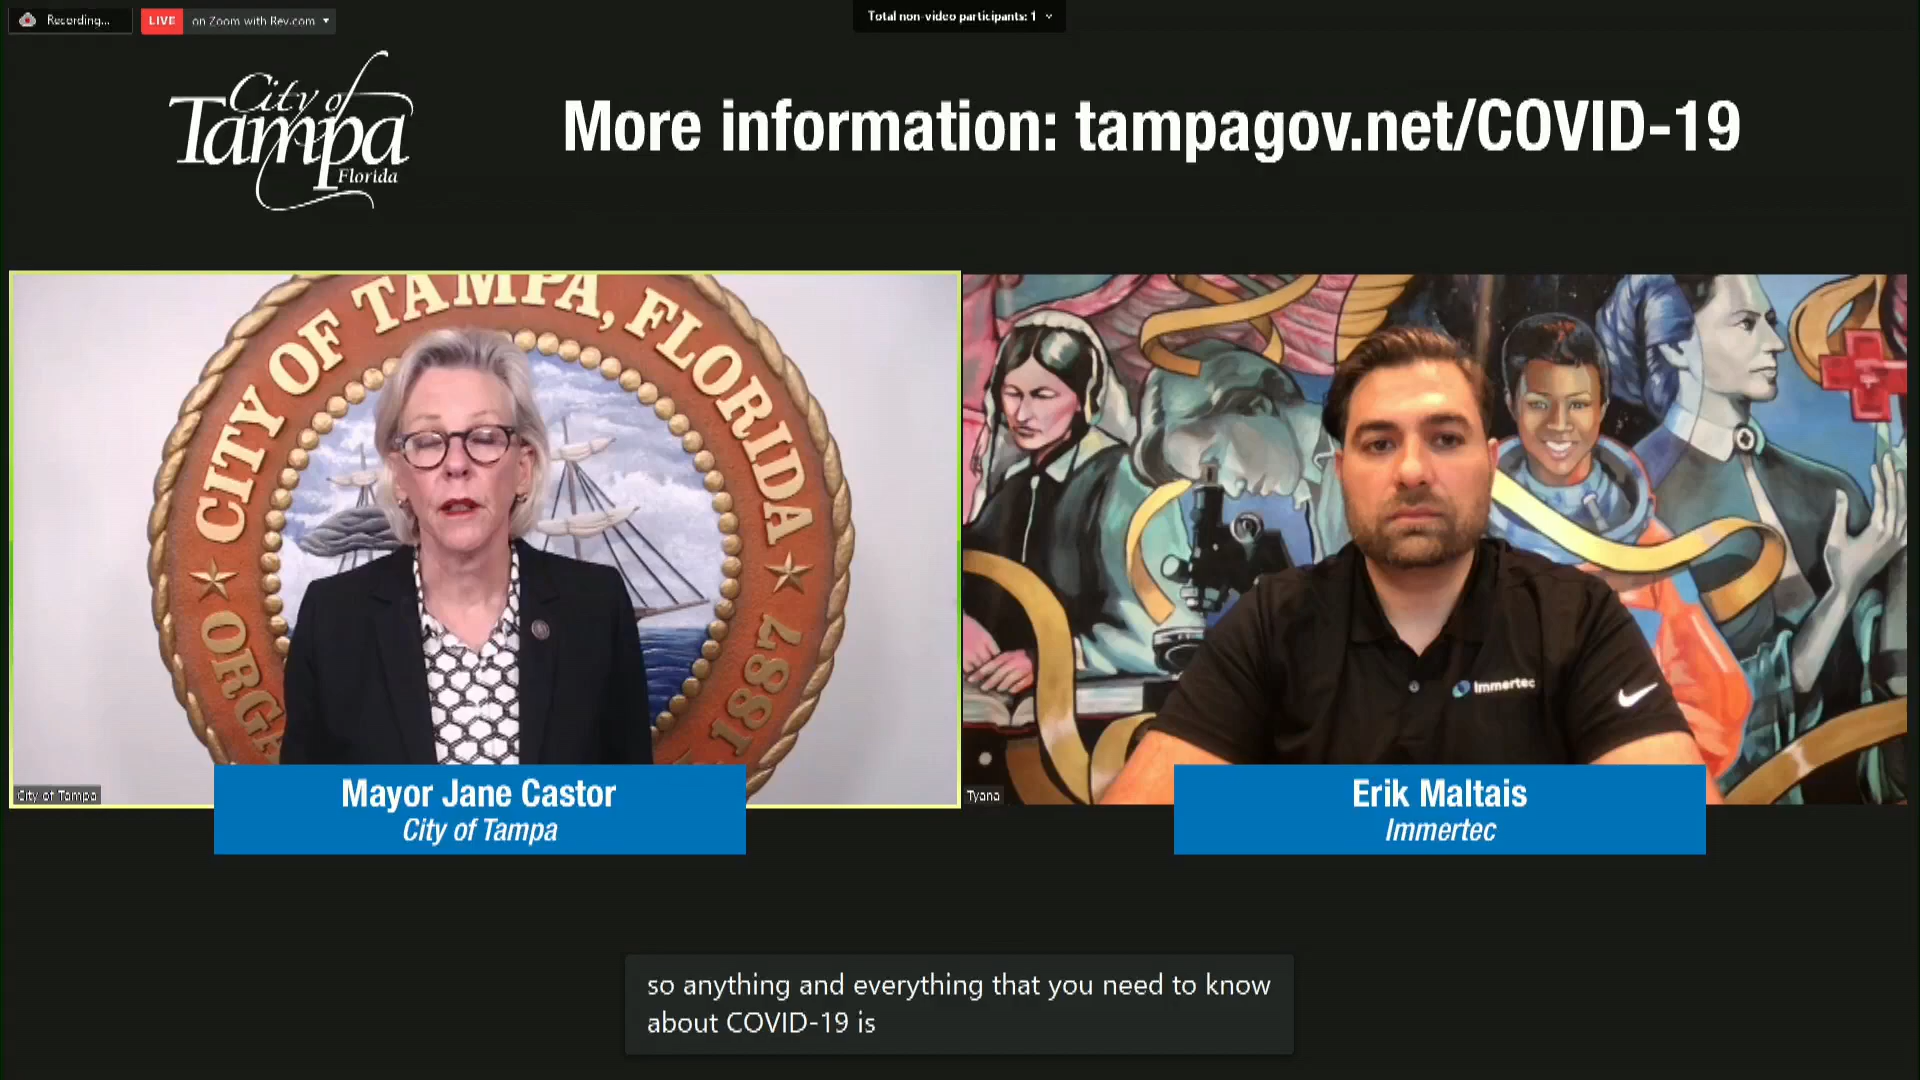 Recording...
LIVE on Zoom with Rev.com
Total non-video participants: 1
City of
Tampa
Florida
More information: tampagov.net/COVID-19
CITY OF TAMPA, FLORIDA
ORGA
1887
immertec
City of Tampa
Tyana
Mayor Jane Castor
City of Tampa
Erik Maltais
Immertec
so anything and everything that you need to know
about COVID-19 is